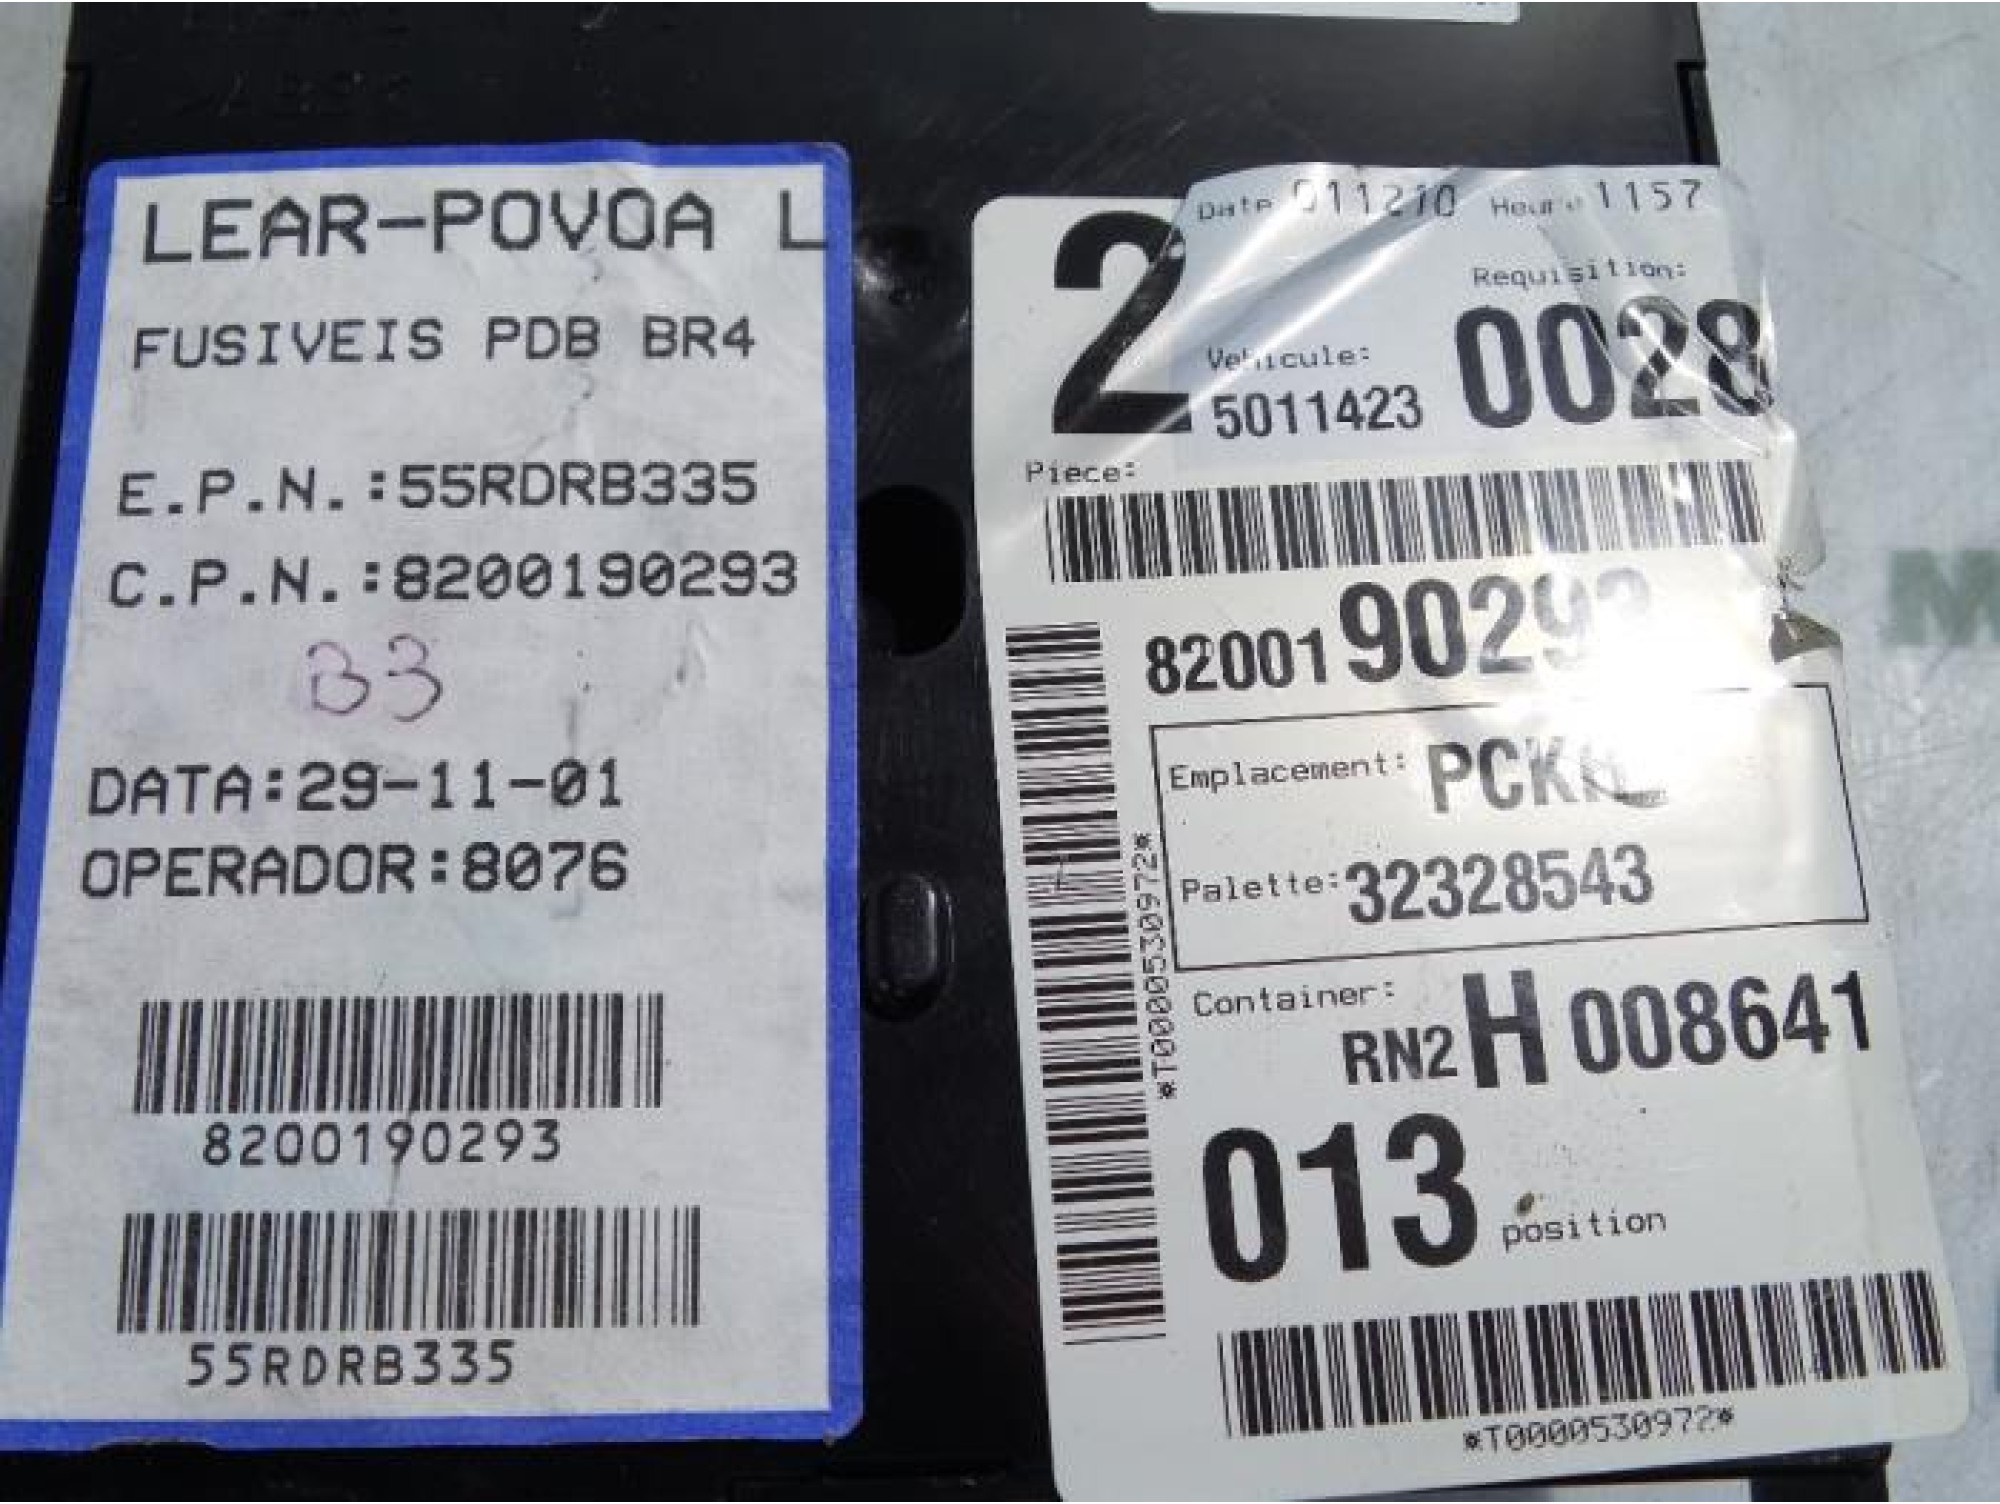 LEAR-POVOA L
FUSIVEIS PDB BR4
E.P.N.:55RDRB335
C.P.N.:8200190293
B3
DATA:29-11-01
OPERADOR:8076
8200190293
55RDRB335
Date 011210 Heure 1157
2
Requisition:
Vehicule:
0028
5011423
Piece:
8200190293
Emplacement:
Palette:32328543
*T0000530972*
Container:
RN2 H 008641
013 position
*T0000530972*
M